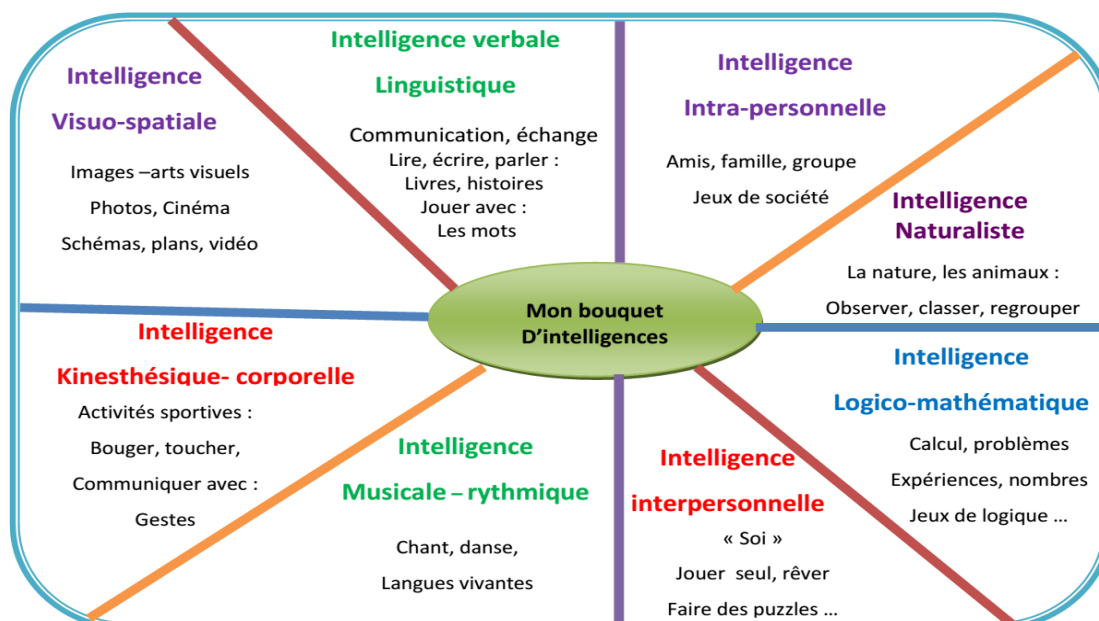 Intelligence
Visuo-spatiale
Images –arts visuels
Photos, Cinéma
Schémas, plans, vidéo
Intelligence verbale
Linguistique
Communication, échange
Lire, écrire, parler :
Livres, histoires
Jouer avec :
Les mots
Intelligence
Intra-personnelle
Amis, famille, groupe
Jeux de société
Intelligence
Naturaliste
La nature, les animaux :
Observer, classer, regrouper
Mon bouquet
D'intelligences
Intelligence
Kinesthésique- corporelle
Activités sportives :
Bouger, toucher,
Communiquer avec :
Gestes
Intelligence
Musicale – rythmique
Chant, danse,
Langues vivantes
Intelligence
interpersonnelle
« Soi »
Jouer seul, rêver
Faire des puzzles ...
Intelligence
Logico-mathématique
Calcul, problèmes
Expériences, nombres
Jeux de logique ...